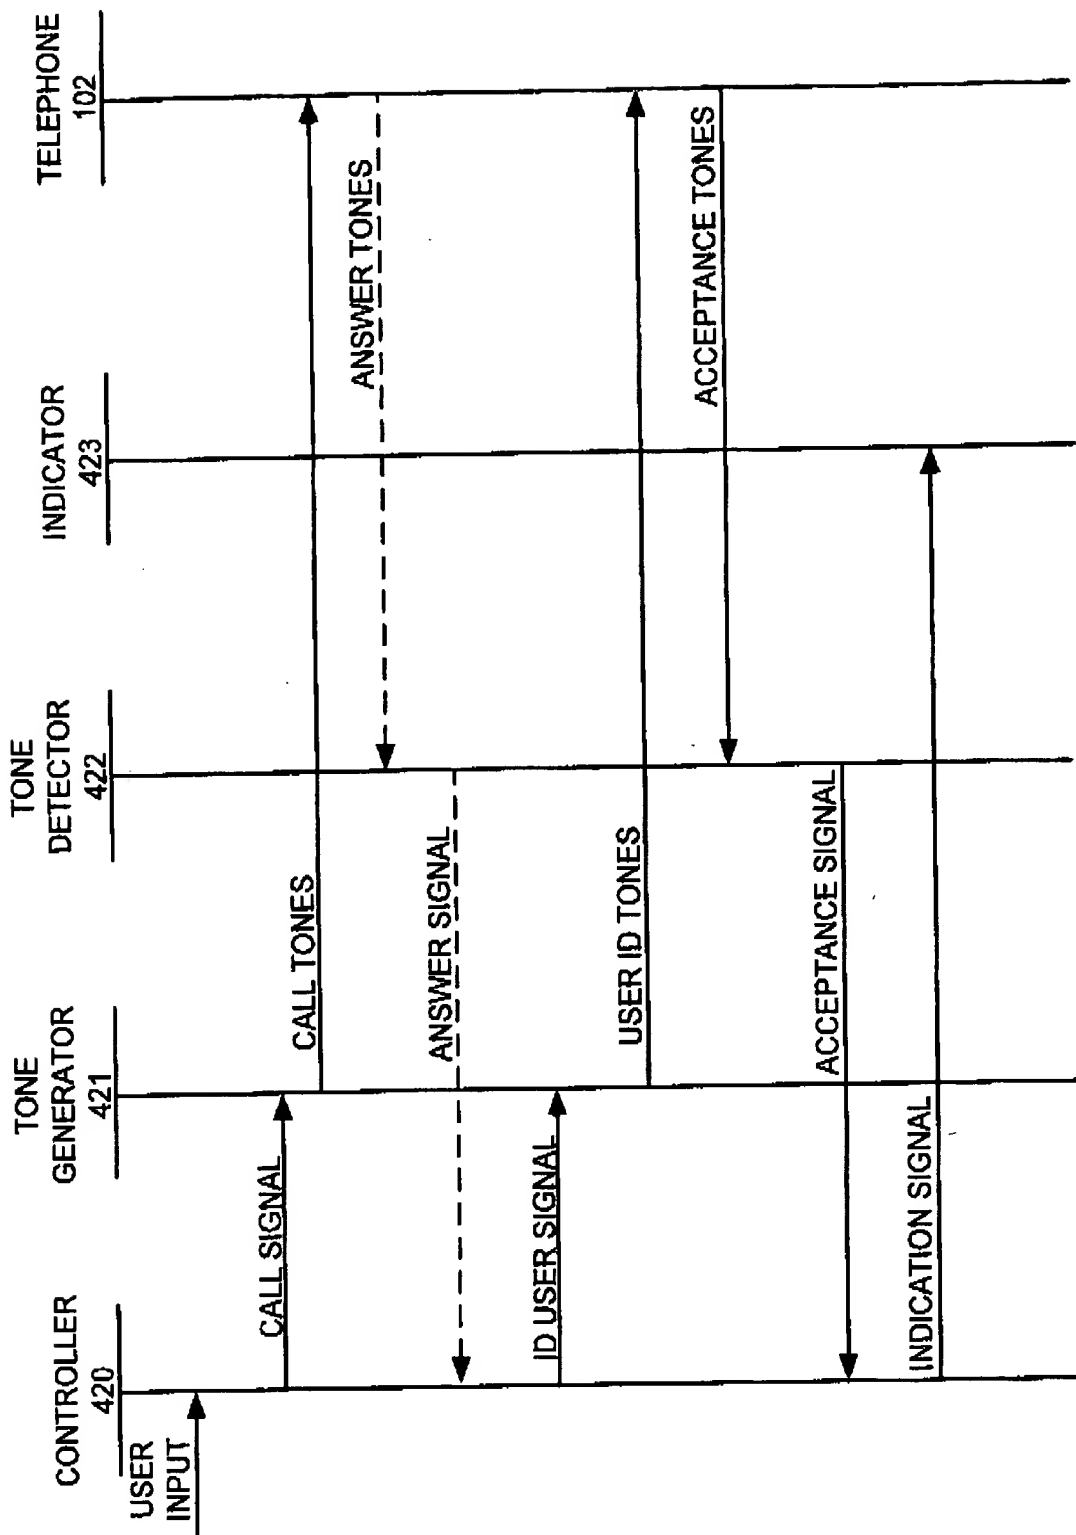 CONTROLLER
420
TONE
GENERATOR
421
TONE
DETECTOR
422
INDICATOR
423
TELEPHONE
102
USER
INPUT
CALL SIGNAL
CALL TONES
ANSWER TONES
ANSWER SIGNAL
ID USER SIGNAL
USER ID TONES
ACCEPTANCE TONES
ACCEPTANCE SIGNAL
INDICATION SIGNAL